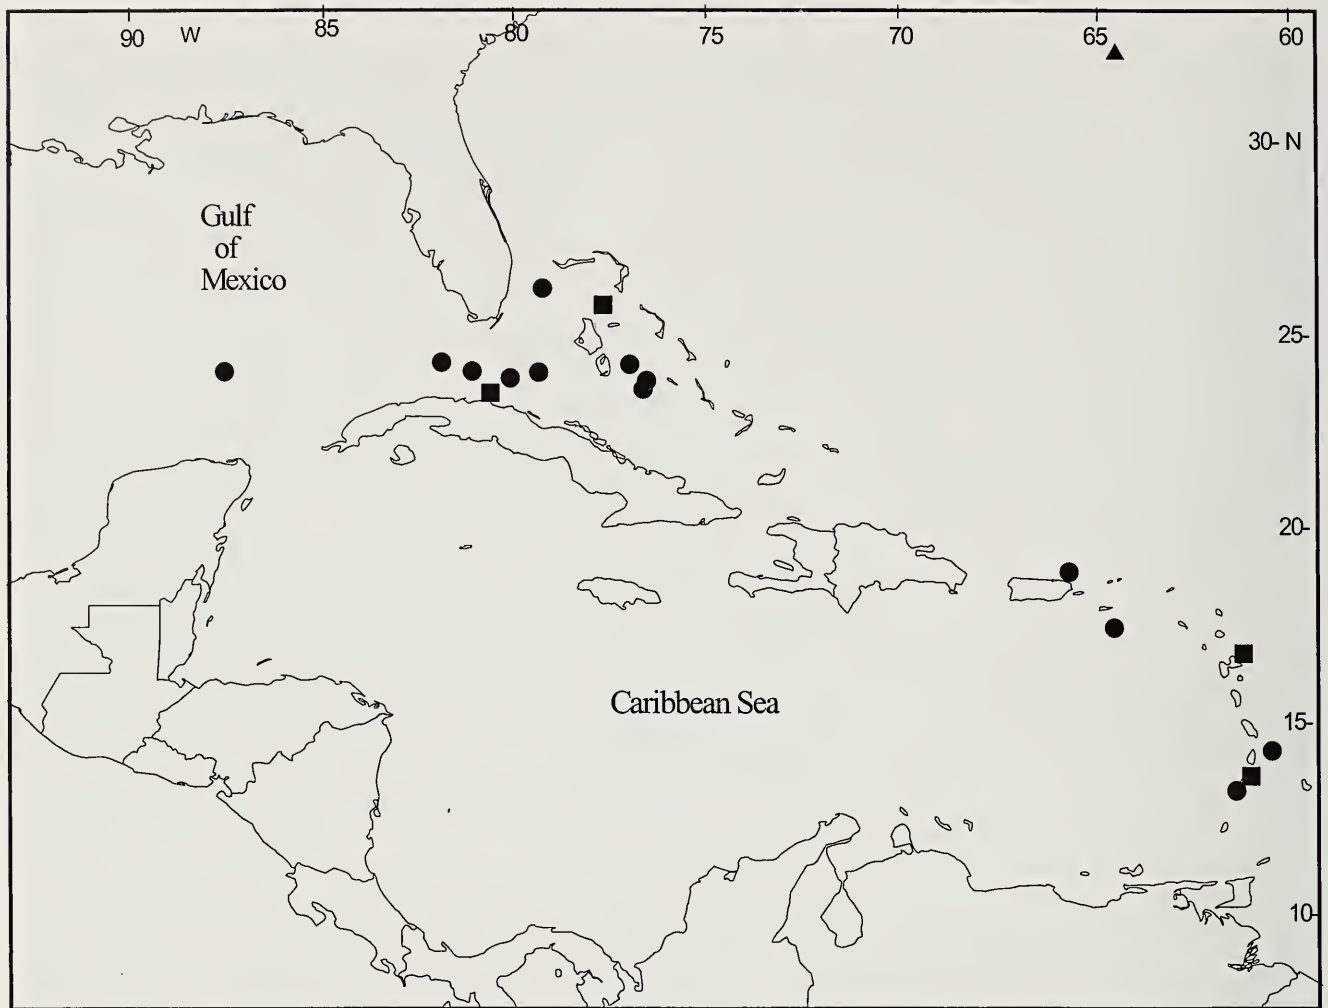 90 W 85 80 75 70 65 60
30- N
Gulf
of
Mexico
25-
20-
Caribbean Sea
15-
10-